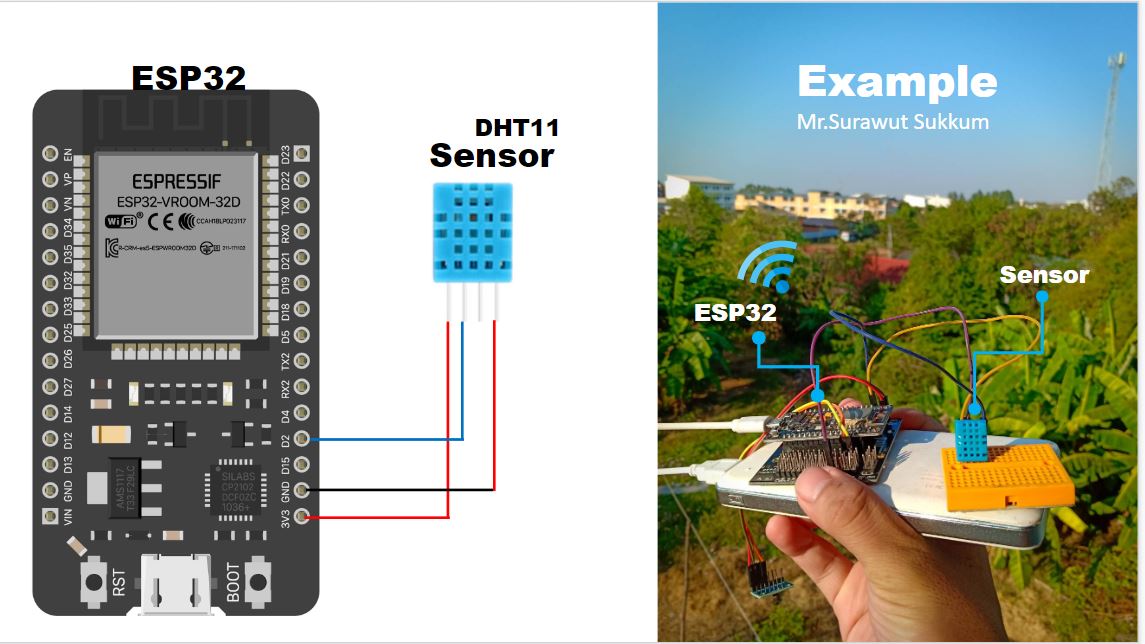 ESP32
DHT11
Sensor
ESPRESSIF
ESP32-VROOM-32D
WiFi
CCAH18LP023117
R-CRM-es5-ESPWROOM32D
211-171102
EN
VP
VN
D34
D35
D32
D33
D25
D26
D27
D14
D12
D13
GND
VIN
D23
D22
TX0
RX0
D21
D19
D18
D5
TX2
RX2
D4
D2
D15
GND
3V3
AMS1117
T33 F29LC
SILABS
CP2102
DCF0ZC
1036+
RST
BOOT
Example
Mr.Surawut Sukkum
Sensor
ESP32